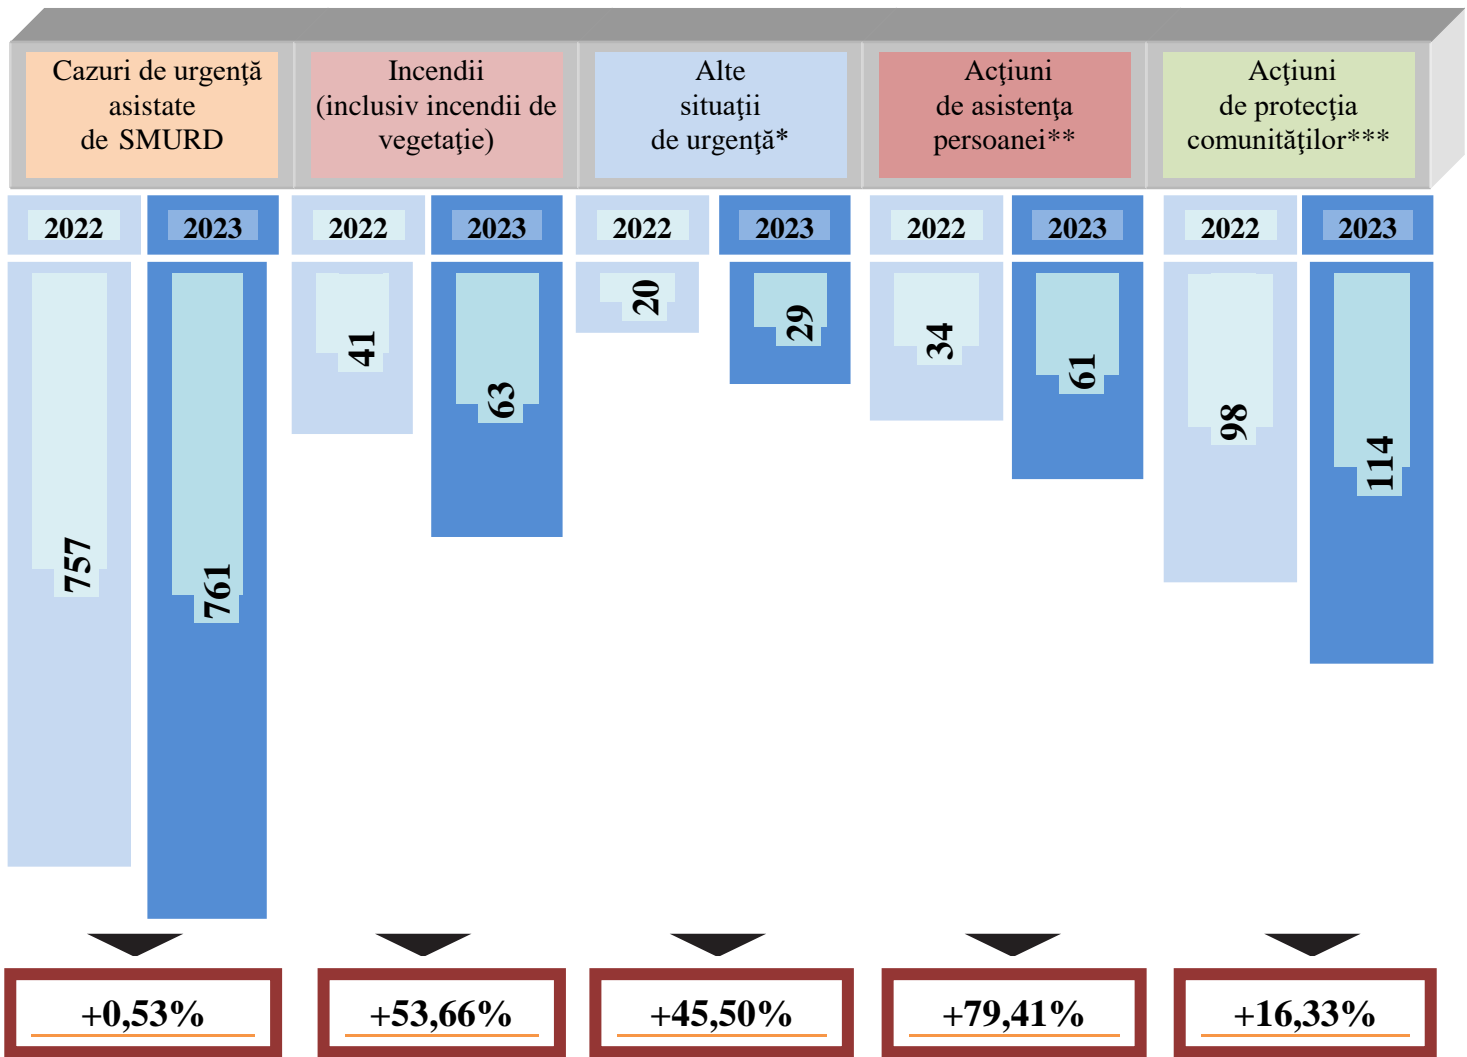 Cazuri de urgenţă
asistate
de SMURD
Incendii
(inclusiv incendii de
vegetaţie)
Alte
situaţii
de urgenţă*
Acţiuni
de asistenţa
persoanei**
Acţiuni
de protecţia
comunităţilor***
2022
2023
2022
2023
2022
2023
2022
2023
2022
2023
757
761
41
63
20
29
34
61
98
114
+0,53%
+53,66%
+45,50%
+79,41%
+16,33%